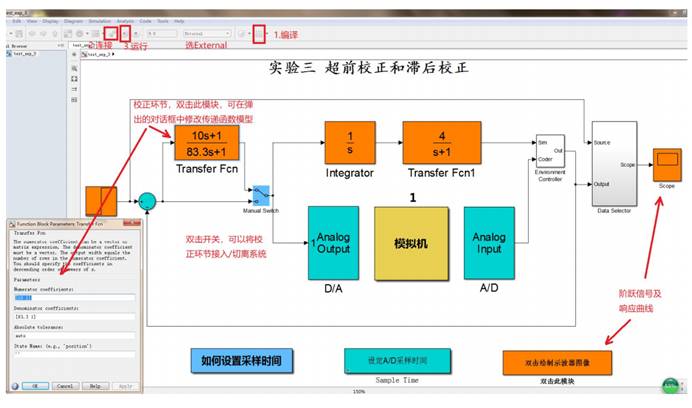 test_exp_3
Edit View Display Diagram Simulation Analysis Code Tools Help
External
2.连接
3.运行
选External
1.编译
Browser
test_exp_3
test_exp_3
实验三 超前校正和滞后校正
校正环节，双击此模块，可在弹
出的对话框中修改传递函数模型
10s+1
83.3s+1
Transfer Fcn
1
s
Integrator
4
s+1
Transfer Fcn1
Sim
Out
Coder
Environment
Controller
Source
Scope
Output
Data Selector
Scope
Manual Switch
双击开关，可以将校
正环节接入/切离系统
1
Analog
Output
D/A
1
模拟机
Analog
Input
A/D
阶跃信号及
响应曲线
Function Block Parameters: Transfer Fcn
Transfer Fcn
The numerator coefficient can be a vector or
matrix expression. The denominator coefficient
must be a vector. The output width equals the
number of rows in the numerator coefficient.
You should specify the coefficients in
descending order of powers of s.
Parameters
Numerator coefficients:
[10 1]
Denominator coefficients:
[83.3 1]
Absolute tolerance:
auto
State Name: (e.g., 'position')
''
OK Cancel Help Apply
如何设置采样时间
设定A/D采样时间
Sample Time
双击绘制示波器图像
双击此模块
150%